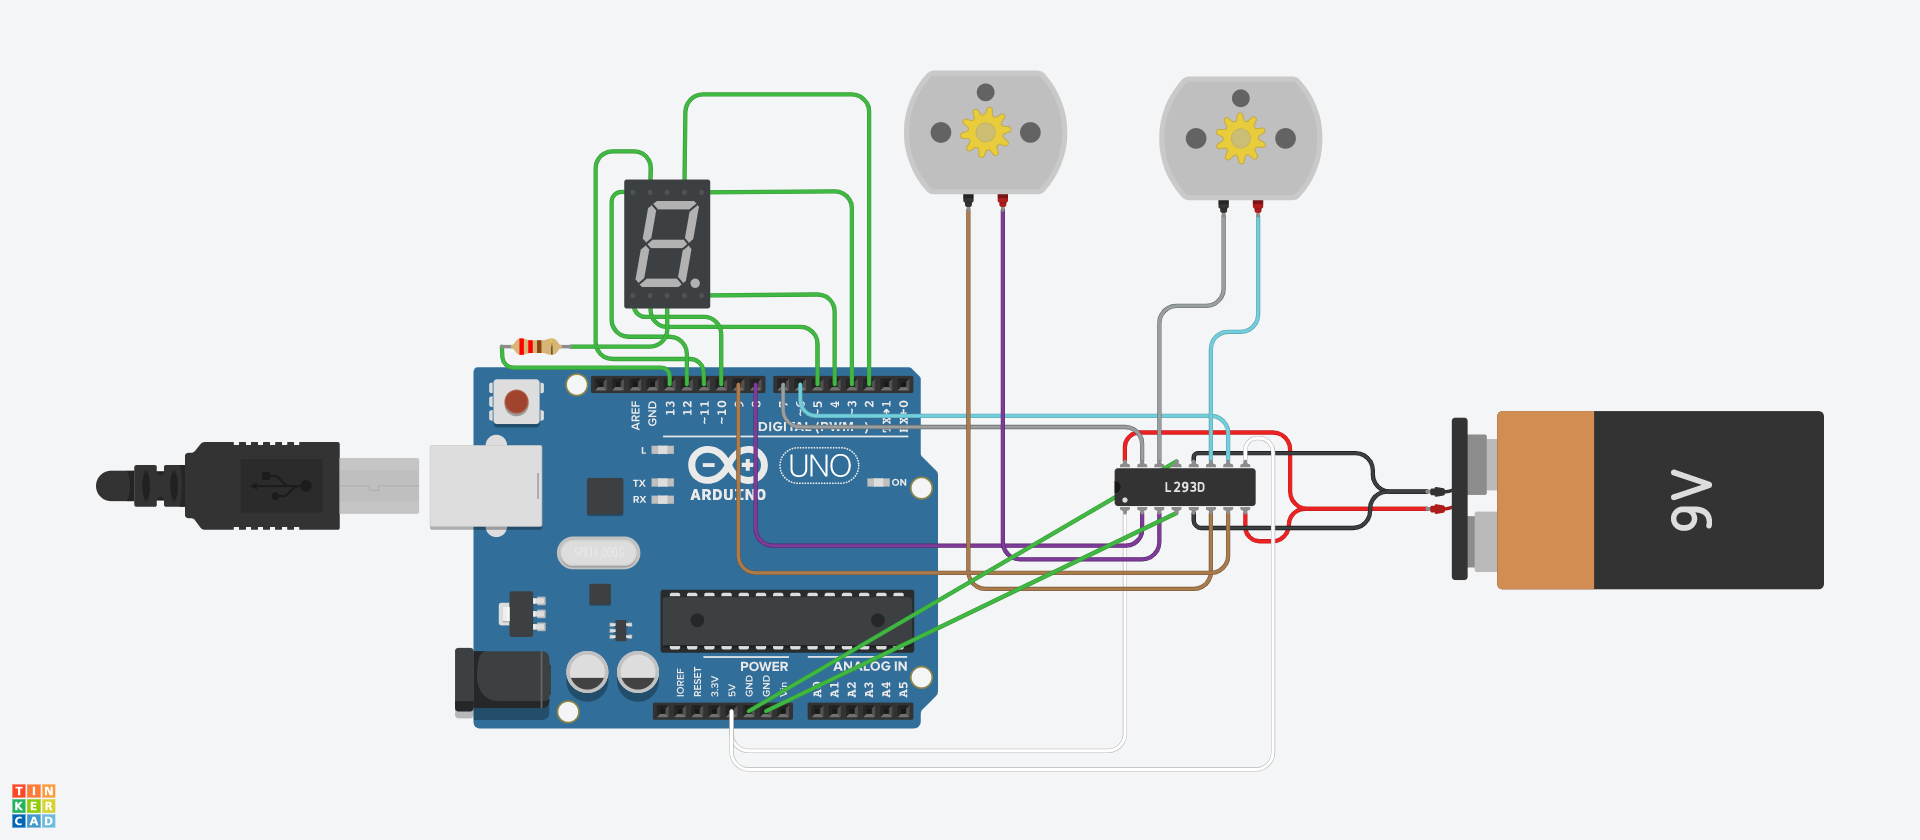 AREF
GND
13
12
~11
~10
9
8
7
~6
~5
4
~3
2
TX→1
RX←0
DIGITAL (PWM ~)
L
TX
RX
UNO
ON
ARDUINO
L293D
9V
POWER
ANALOG IN
IOREF
RESET
3.3V
5V
GND
GND
Vin
A0
A1
A2
A3
A4
A5
TIN
KER
CAD